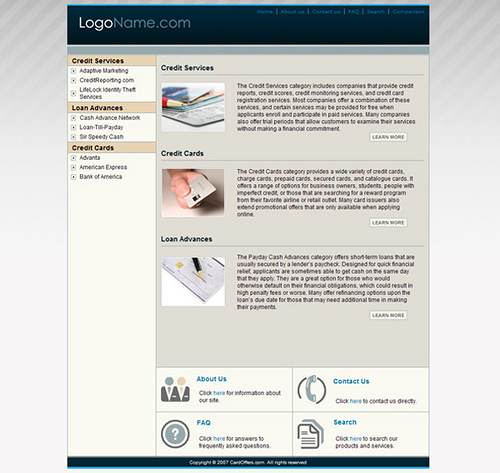 Home | About us | Contact us | FAQ | Search | Comparison
LogoName.com
Credit Services
Adaptive Marketing
CreditReporting.com
LifeLock Identity Theft
Services
Loan Advances
Cash Advance Network
Loan-Till-Payday
Sir Speedy Cash
Credit Cards
Advanta
American Express
Bank of America
Credit Services
The Credit Services category includes companies that provide credit
reports, credit scores, credit monitoring services, and credit card
registration services. Most companies offer a combination of these
services, and certain services may be provided for free when
applicants enroll and participate in paid services. Many companies
also offer trial periods that allow customers to examine their services
without making a financial commitment.
LEARN MORE
Credit Cards
The Credit Cards category provides a wide variety of credit cards,
charge cards, prepaid cards, secured cards, and catalogue cards. It
offers a range of options for business owners, students, people with
imperfect credit, or those that are searching for a reward program
from their favorite airline or retail outlet. Many card issuers also
extend promotional offers that are only available when applying
online.
LEARN MORE
Loan Advances
The Payday Cash Advances category offers short-term loans that are
usually secured by a lender's paycheck. Designed for quick financial
relief, applicants are sometimes able to get cash on the same day
that they apply. They are a great option for those who would
otherwise default on their financial obligations, which could result in
high penalty fees or worse. Many offer refinancing options upon the
loan's due date for those that may need additional time in making
their payments.
LEARN MORE
About Us
Click here for information about
our site.
Contact Us
Click here to contact us directly.
FAQ
Click here for answers to
frequently asked questions.
Search
Click here to search our
products and services.
Copyright © 2007 CardOffers.com. All rights reserved